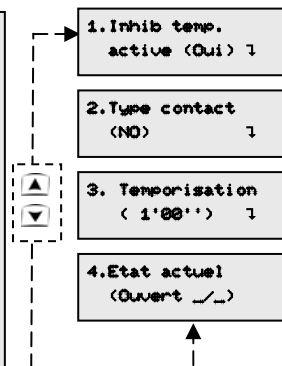 1.Inhib temp.
active (Oui) ↴
2.Type contact
(NO) ↴
3. Temporisation
( 1'00'') ↴
4.Etat actuel
(Ouvert _/_)